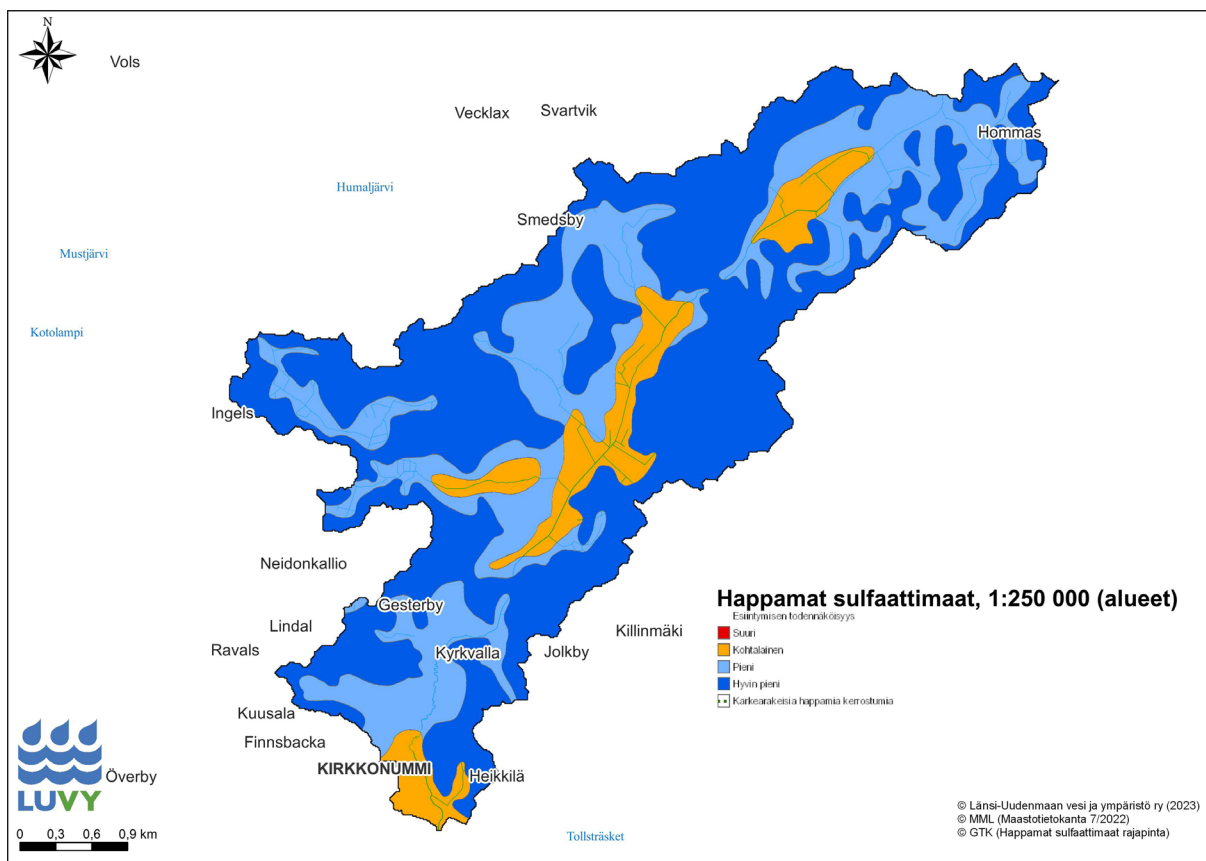 N
Vols
Vecklax
Svartvik
Hommas
Humaljärvi
Smedsby
Mustjärvi
Kotolampi
Ingels
Neidonkallio
Gesterby
Lindal
Killinmäki
Ravals
Kyrkvalla
Jolkby
Kuusala
Finnsbacka
KIRKKONUMMI
Heikkilä
Överby
Tollsträsket
Happamat sulfaattimaat, 1:250 000 (alueet)
Esiintymisen todennäköisyys
Suuri
Kohtalainen
Pieni
Hyvin pieni
Karkearakeisia happamia kerrostumia
LUVY
0 0,3 0,6 0,9 km
© Länsi-Uudenmaan vesi ja ympäristö ry (2023)
© MML (Maastotietokanta 7/2022)
© GTK (Happamat sulfaattimaat rajapinta)